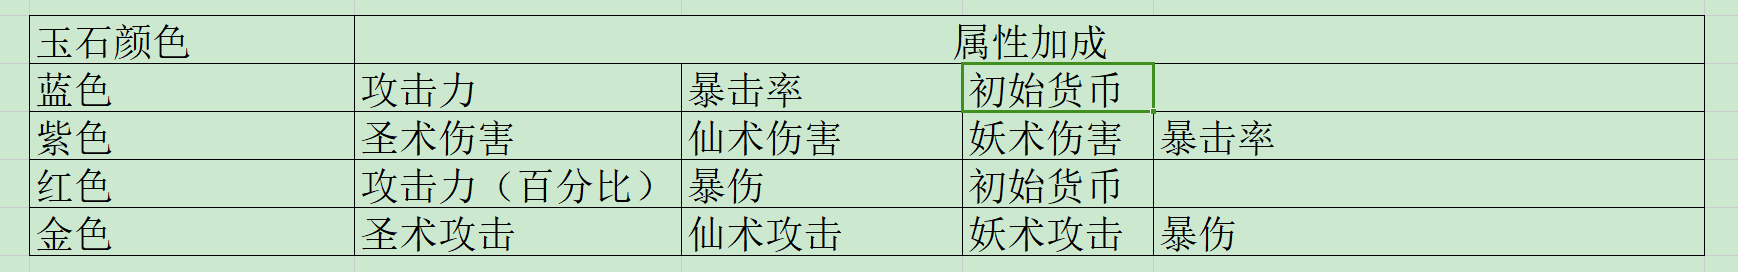 玉石颜色 属性加成
蓝色 攻击力 暴击率 初始货币
紫色 圣术伤害 仙术伤害 妖术伤害 暴击率
红色 攻击力（百分比） 暴伤 初始货币
金色 圣术攻击 仙术攻击 妖术攻击 暴伤